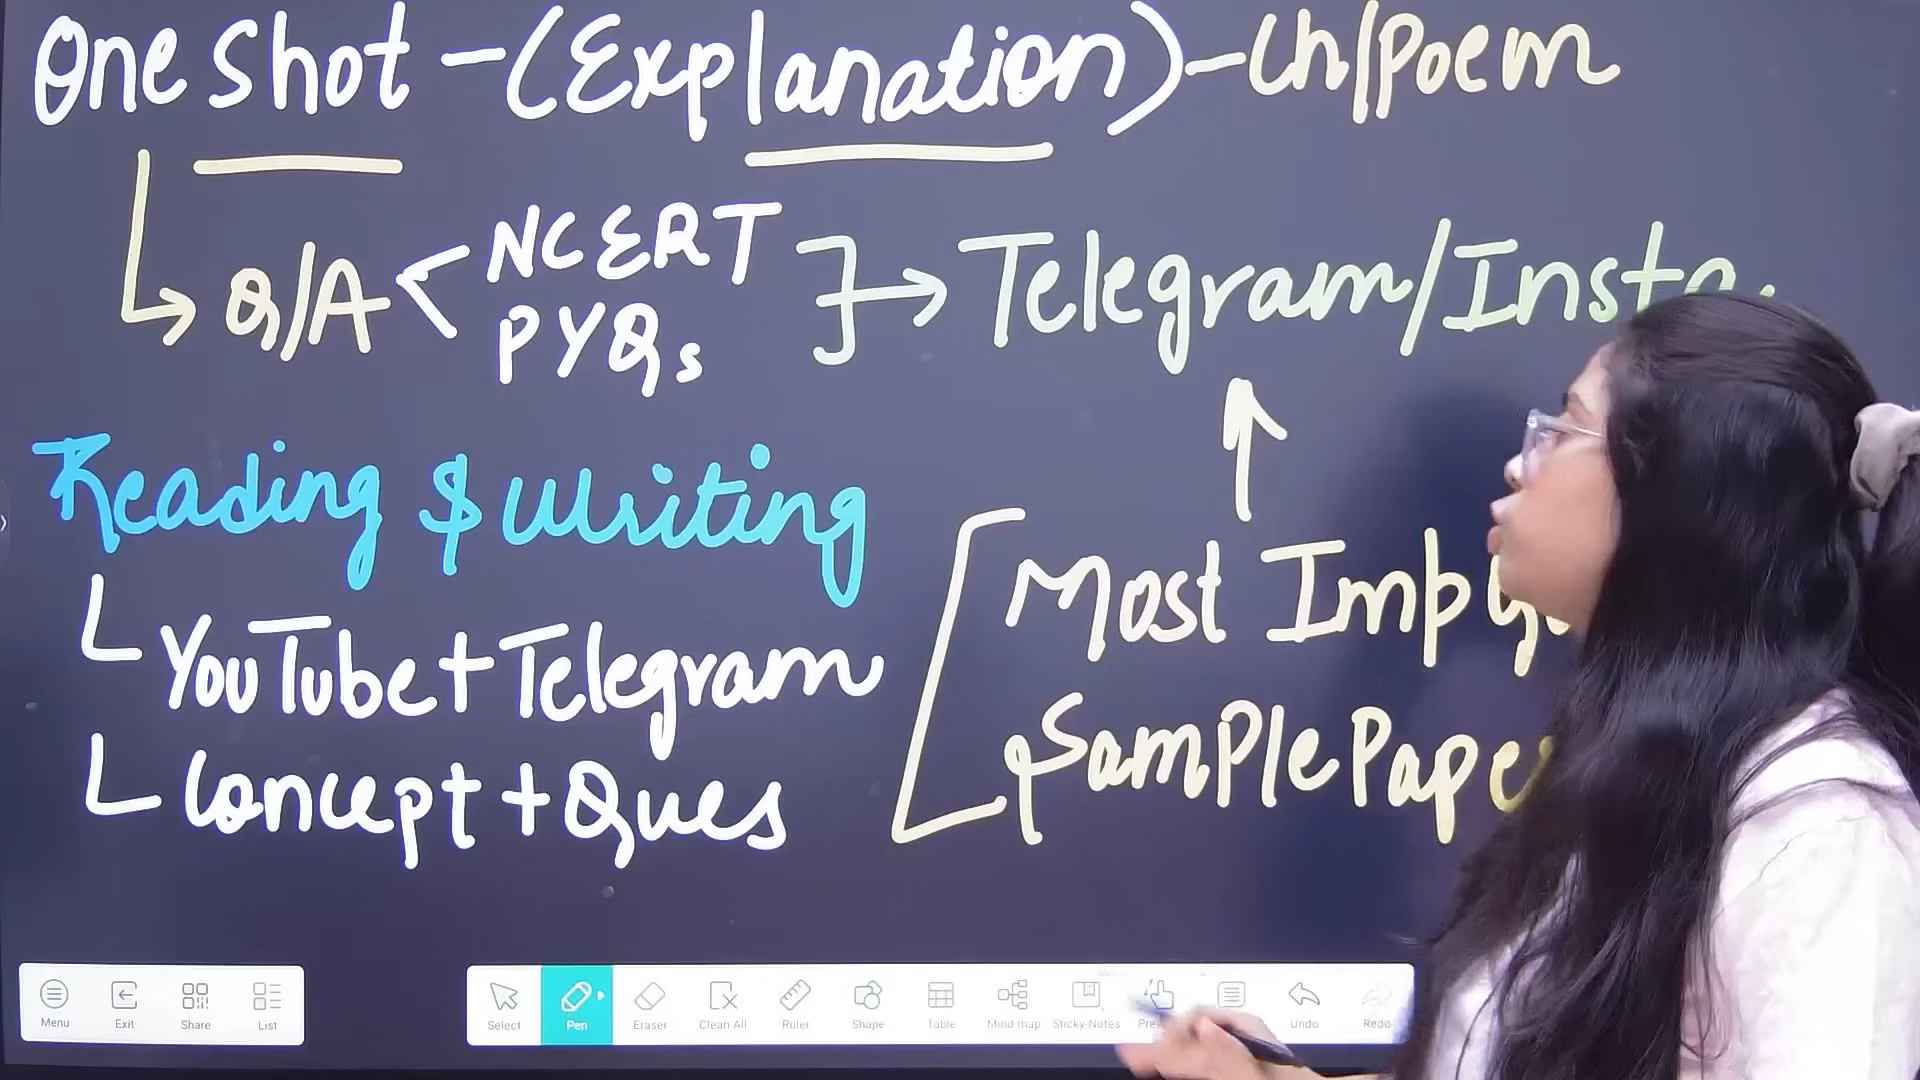 One Shot - (Explanation) - Ch/Poem
Q/A
NCERT
PYQs
Telegram/Insta
Reading & Writing
YouTube + Telegram
Concept + Ques
Most Imp
Sample Pape
Menu
Exit
Share
List
Select
Pen
Eraser
Clean All
Ruler
Shape
Table
Mind map
Sticky-Notes
Undo
Redo